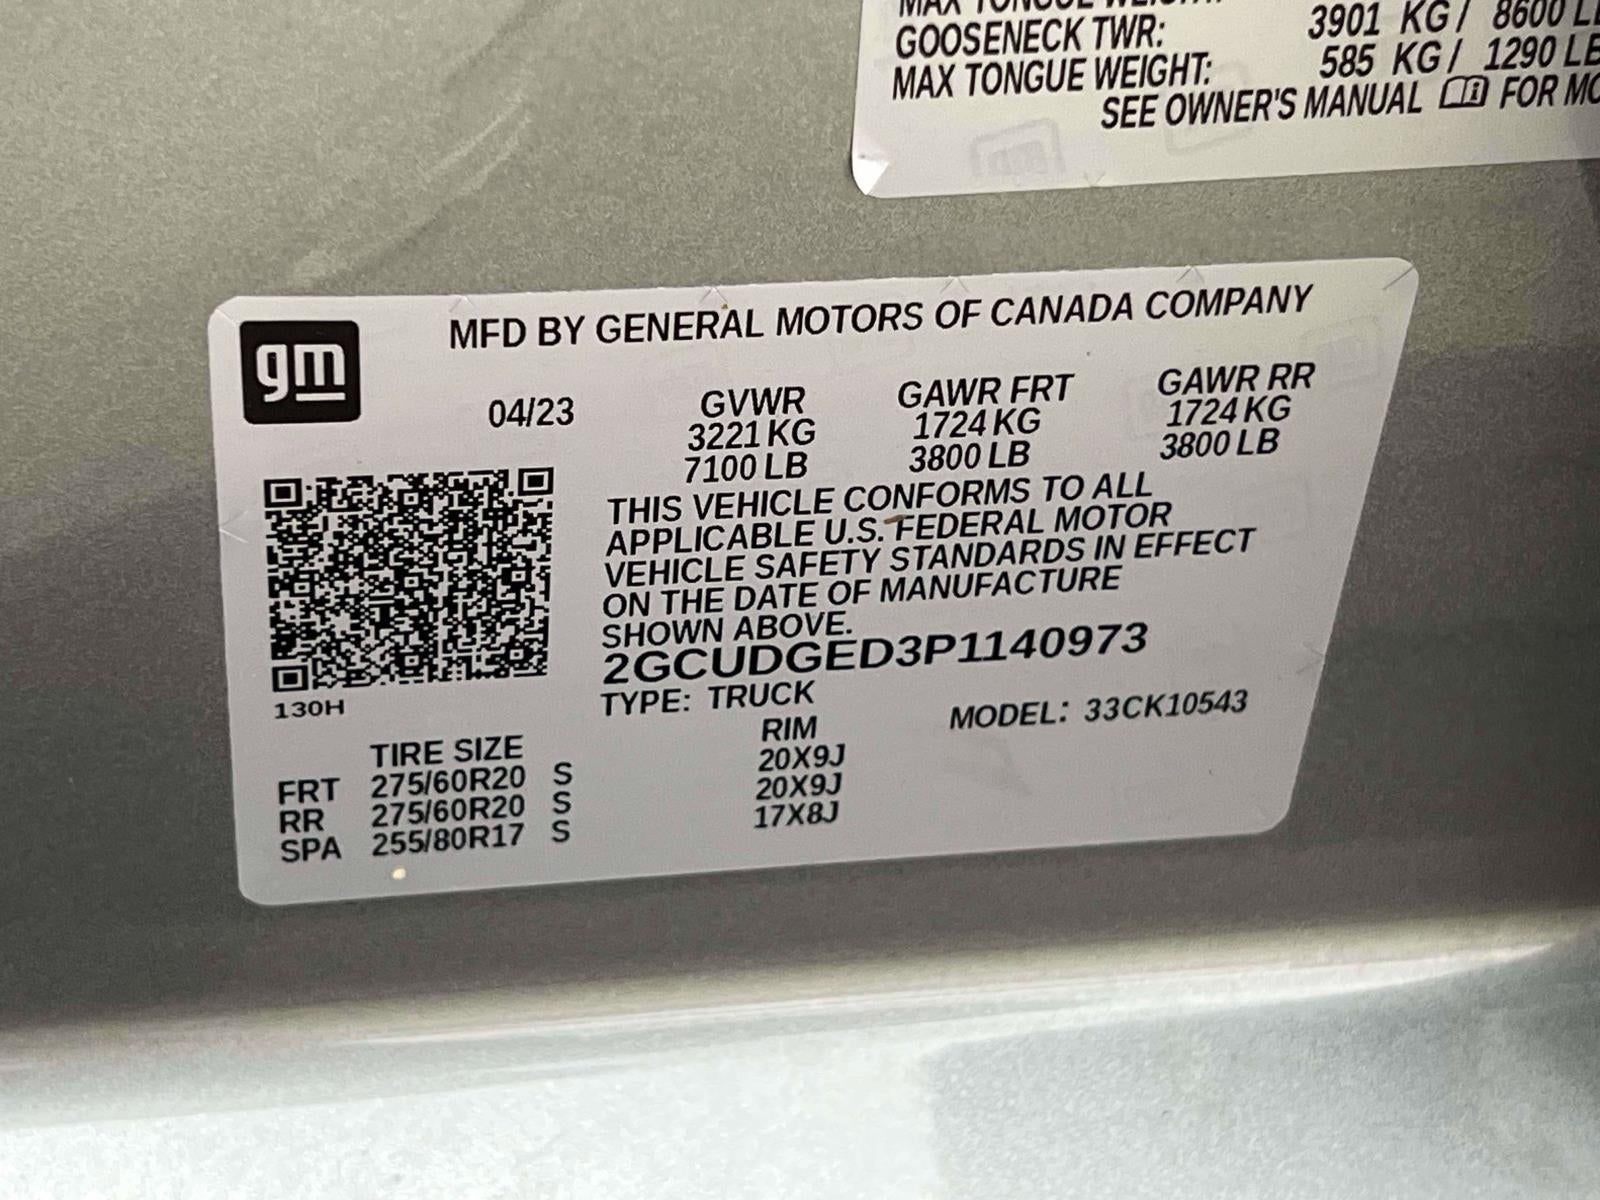 MAX TONGUE WEIGHT:
GOOSENECK TWR: 3901 KG / 8600
MAX TONGUE WEIGHT: 585 KG / 1290 LB
SEE OWNER'S MANUAL FOR
gm
MFD BY GENERAL MOTORS OF CANADA COMPANY
04/23 GVWR GAWR FRT GAWR RR
3221 KG 1724 KG 1724 KG
7100 LB 3800 LB 3800 LB
THIS VEHICLE CONFORMS TO ALL
APPLICABLE U.S. FEDERAL MOTOR
VEHICLE SAFETY STANDARDS IN EFFECT
ON THE DATE OF MANUFACTURE
SHOWN ABOVE.
2GCUDGED3P1140973
130H
TYPE: TRUCK MODEL: 33CK10543
TIRE SIZE RIM
FRT 275/60R20 S 20X9J
RR 275/60R20 S 20X9J
SPA 255/80R17 S 17X8J